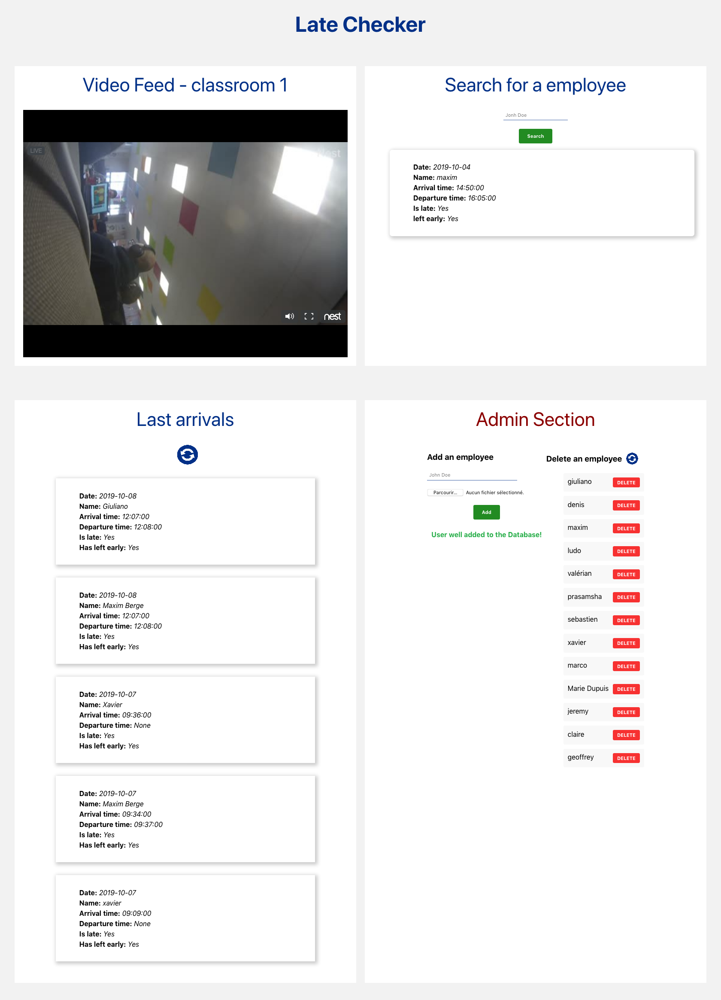 Late Checker
Video Feed - classroom 1
LIVE
Nest
nest
Search for a employee
Jonh Doe
Search
Date: 2019-10-04
Name: maxim
Arrival time: 14:50:00
Departure time: 16:05:00
Is late: Yes
left early: Yes
Last arrivals
Date: 2019-10-08
Name: Giuliano
Arrival time: 12:07:00
Departure time: 12:08:00
Is late: Yes
Has left early: Yes
Date: 2019-10-08
Name: Maxim Berge
Arrival time: 12:07:00
Departure time: 12:08:00
Is late: Yes
Has left early: Yes
Date: 2019-10-07
Name: Xavier
Arrival time: 09:36:00
Departure time: None
Is late: Yes
Has left early: Yes
Date: 2019-10-07
Name: Maxim Berge
Arrival time: 09:34:00
Departure time: 09:37:00
Is late: Yes
Has left early: Yes
Date: 2019-10-07
Name: xavier
Arrival time: 09:09:00
Departure time: None
Is late: Yes
Has left early: Yes
Admin Section
Add an employee
John Doe
Parcourir... Aucun fichier sélectionné.
Add
User well added to the Database!
Delete an employee
giuliano DELETE
denis DELETE
maxim DELETE
ludo DELETE
valérian DELETE
prasamsha DELETE
sebastien DELETE
xavier DELETE
marco DELETE
Marie Dupuis DELETE
jeremy DELETE
claire DELETE
geoffrey DELETE